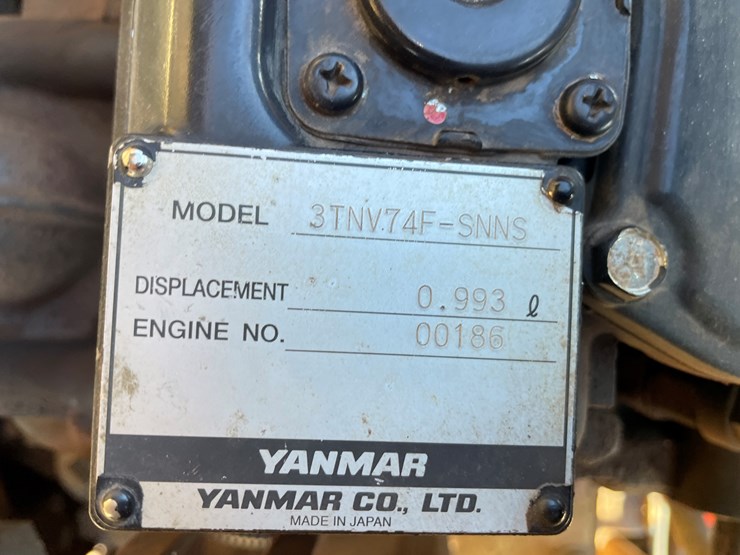 MODEL 3TNV74F-SNNS
DISPLACEMENT 0.993 ℓ
ENGINE NO. 00186
YANMAR
YANMAR CO., LTD.
MADE IN JAPAN